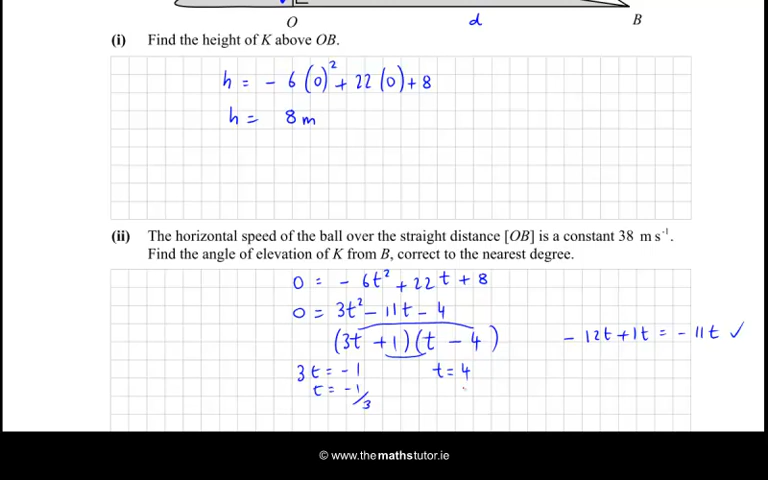 O d B
(i) Find the height of K above OB.
h = - 6 (0)² + 22 (0) + 8
h = 8 m
(ii) The horizontal speed of the ball over the straight distance [OB] is a constant 38 m s⁻¹.
Find the angle of elevation of K from B, correct to the nearest degree.
0 = - 6t² + 22t + 8
0 = 3t² - 11t - 4
(3t + 1)(t - 4) - 12t + 1t = - 11t ✓
3t = -1 t = 4
t = -1/3
© www.themathstutor.ie